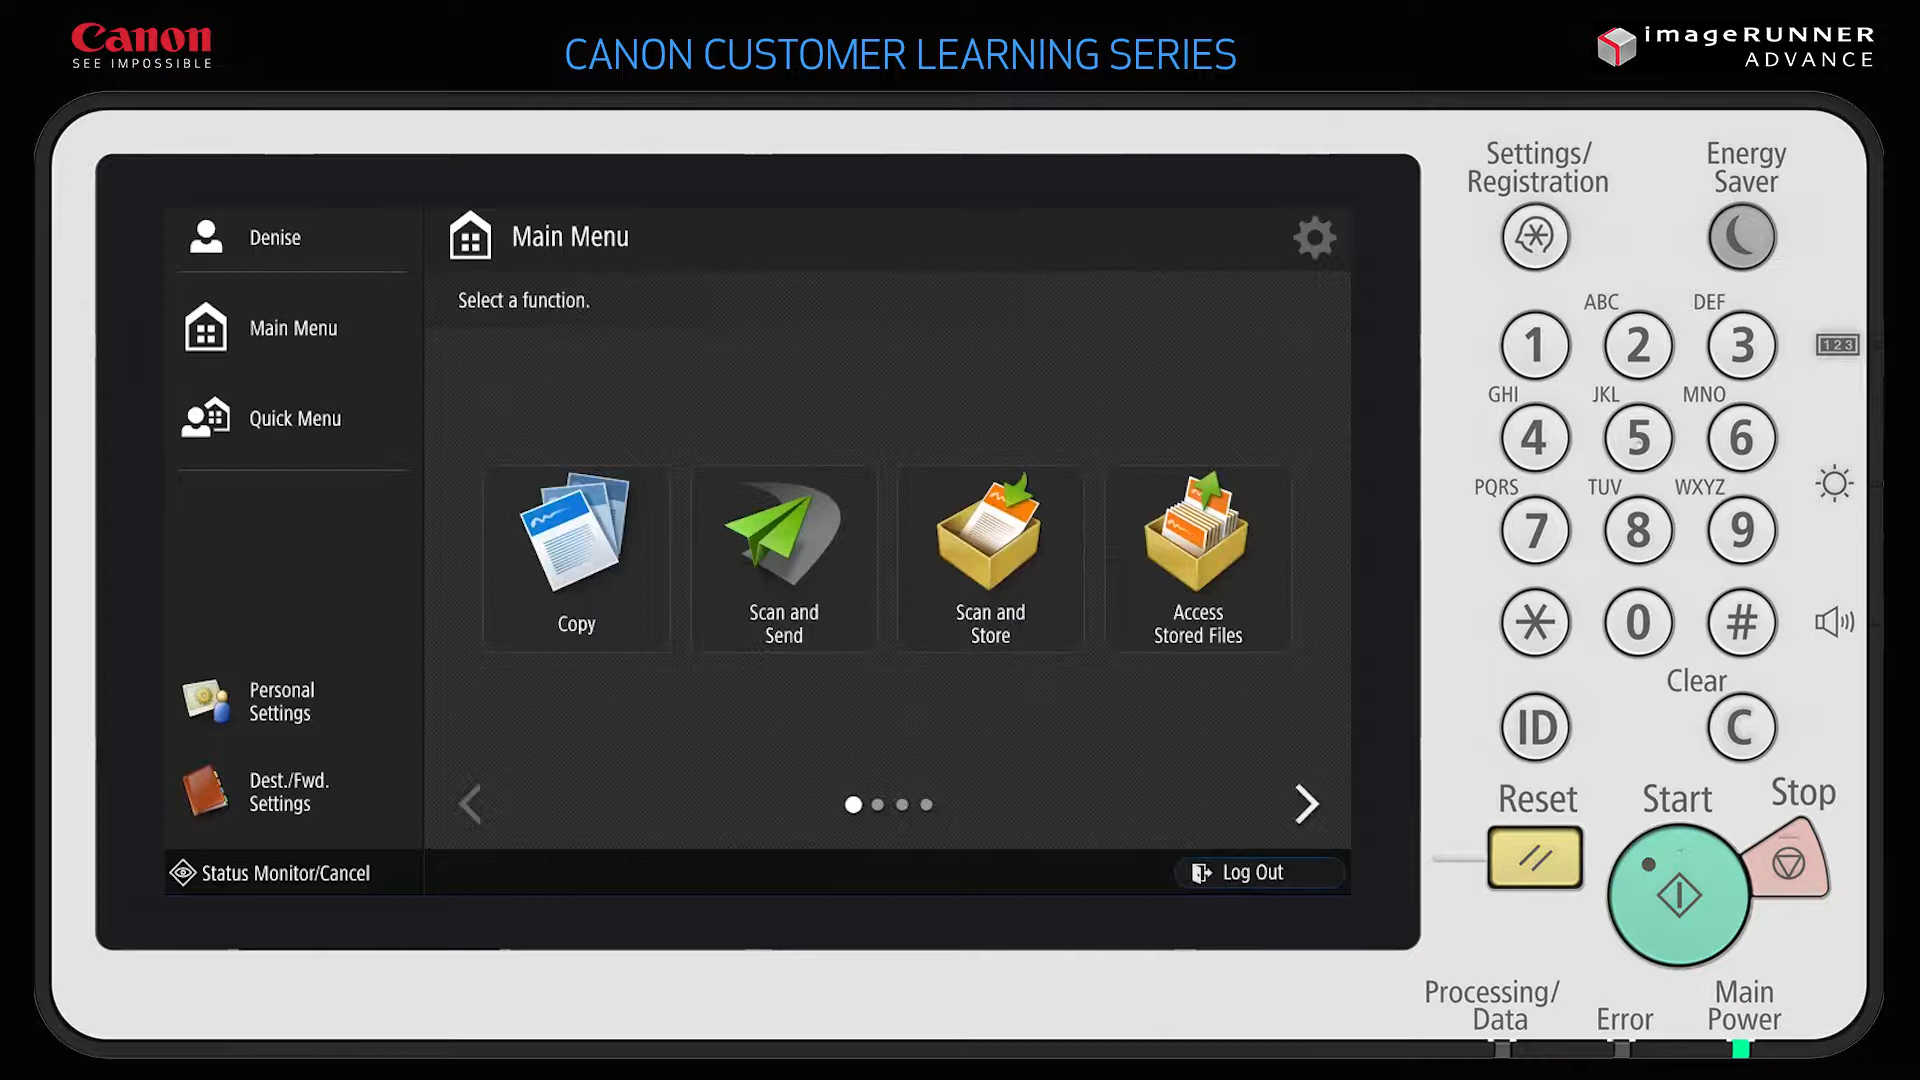 Canon
SEE IMPOSSIBLE
CANON CUSTOMER LEARNING SERIES
imageRUNNER
ADVANCE
Denise
Main Menu
Quick Menu
Personal
Settings
Dest./Fwd.
Settings
Status Monitor/Cancel
Main Menu
Select a function.
Copy
Scan and
Send
Scan and
Store
Access
Stored Files
Log Out
Settings/
Registration
Energy
Saver
ABC
DEF
1
2
3
123
GHI
JKL
MNO
4
5
6
PQRS
TUV
WXYZ
7
8
9
0
#
Clear
ID
C
Reset
Start
Stop
Processing/
Data
Error
Main
Power